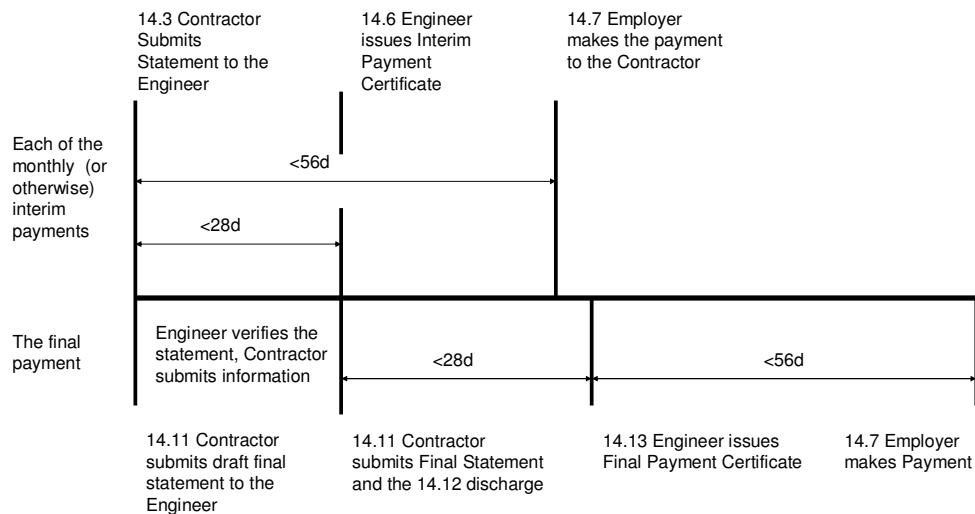 14.3 Contractor
Submits
Statement to the
Engineer
14.6 Engineer
issues Interim
Payment
Certificate
14.7 Employer
makes the payment
to the Contractor
Each of the
monthly (or
otherwise)
interim
payments
<56d
<28d
The final
payment
Engineer verifies the
statement, Contractor
submits information
<28d
<56d
14.11 Contractor
submits draft final
statement to the
Engineer
14.11 Contractor
submits Final Statement
and the 14.12 discharge
14.13 Engineer issues
Final Payment Certificate
14.7 Employer
makes Payment